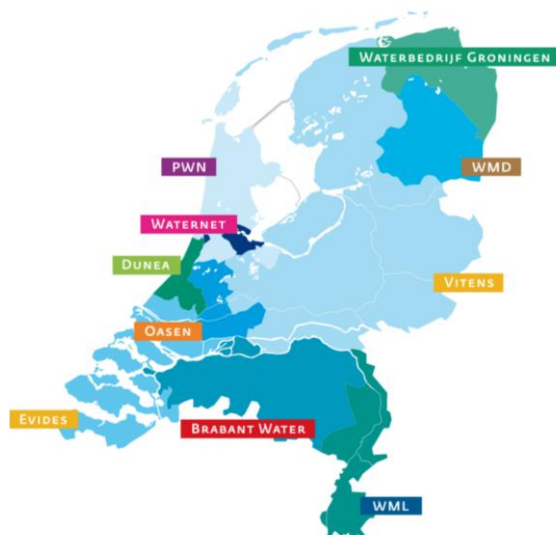 WATERBEDRIJF GRONINGEN
PWN
WMD
WATERNET
DUNEA
VITENS
OASEN
EVIDES
BRABANT WATER
WML